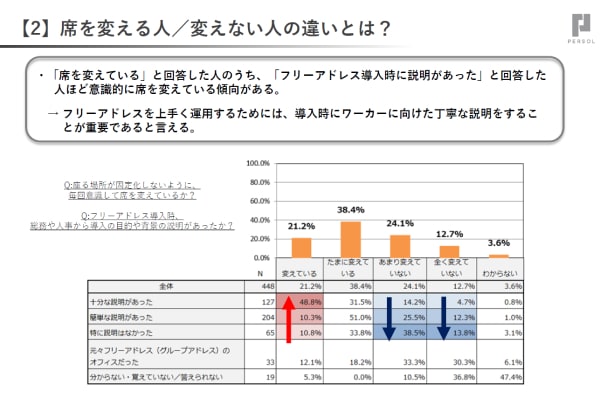 【2】席を変える人／変えない人の違いとは？
PERSOL
・「席を変えている」と回答した人のうち、「フリーアドレス導入時に説明があった」と回答した
人ほど意識的に席を変えている傾向がある。
→ フリーアドレスを上手く運用するためには、導入時にワーカーに向けた丁寧な説明をするこ
とが重要であると言える。
Q:座る場所が固定化しないように、
毎回意識して席を変えているか？
Q:フリーアドレス導入時、
総務や人事から導入の目的や背景の説明があったか？
100.0%
80.0%
60.0%
40.0%
20.0%
0.0%
21.2%
38.4%
24.1%
12.7%
3.6%
N 変えている たまに変えて あまり変えて 全く変えて わからない
いる いない いない
全体 448 21.2% 38.4% 24.1% 12.7% 3.6%
十分な説明があった 127 48.8% 31.5% 14.2% 4.7% 0.8%
簡単な説明があった 204 10.3% 51.0% 25.5% 12.3% 1.0%
特に説明はなかった 65 10.8% 33.8% 38.5% 13.8% 3.1%
元々フリーアドレス（グループアドレス）の
オフィスだった 33 12.1% 18.2% 33.3% 30.3% 6.1%
分からない・覚えていない／答えられない 19 5.3% 0.0% 10.5% 36.8% 47.4%